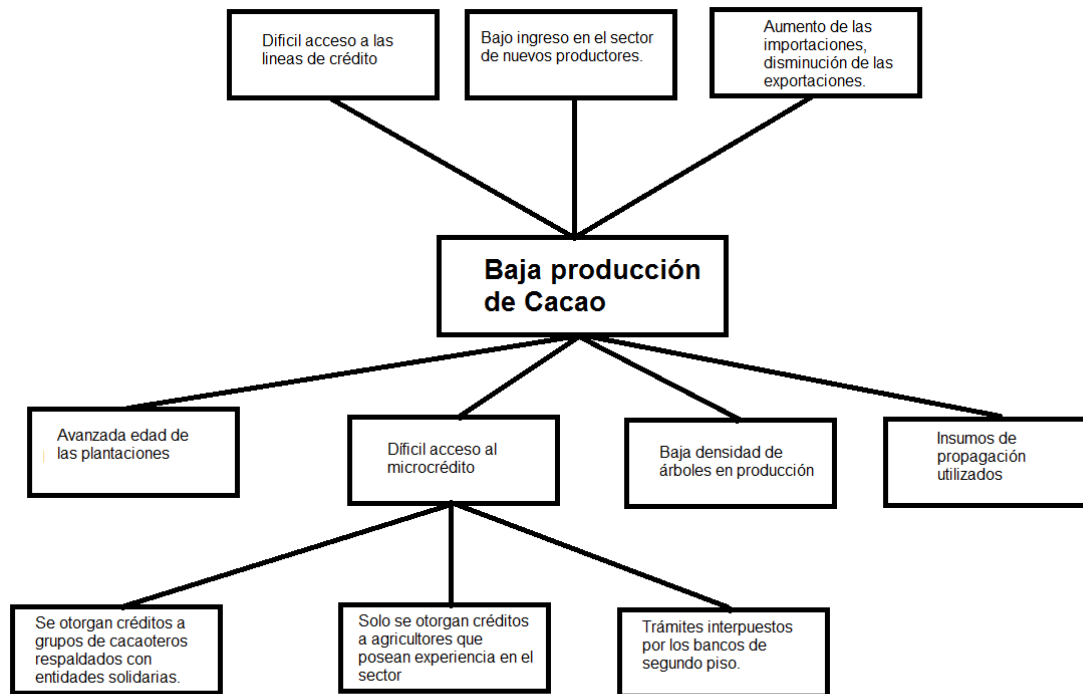 Dificil acceso a las
lineas de crédito
Bajo ingreso en el sector
de nuevos productores.
Aumento de las
importaciones,
disminución de las
exportaciones.
Baja producción
de Cacao
Avanzada edad de
las plantaciones
Díficil acceso al
microcrédito
Baja densidad de
árboles en producción
Insumos de
propagación
utilizados
Se otorgan créditos a
grupos de cacaoteros
respaldados con
entidades solidarias.
Solo se otorgan créditos
a agricultores que
posean experiencia en el
sector
Trámites interpuestos
por los bancos de
segundo piso.